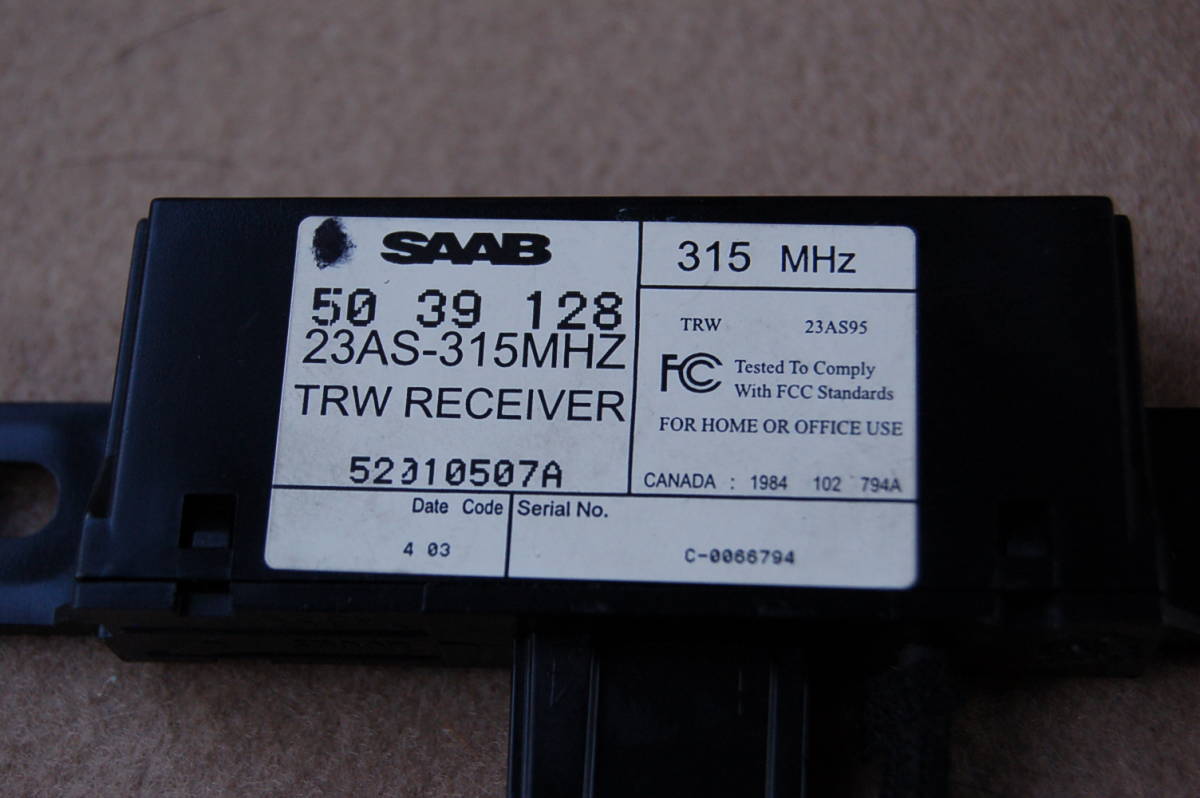 SAAB
50 39 128
23AS-315MHZ
TRW RECEIVER
52010507A
315 MHz
TRW 23AS95
FC Tested To Comply
With FCC Standards
FOR HOME OR OFFICE USE
CANADA : 1984 102 794A
Date Code
4 03
Serial No.
C-0066794